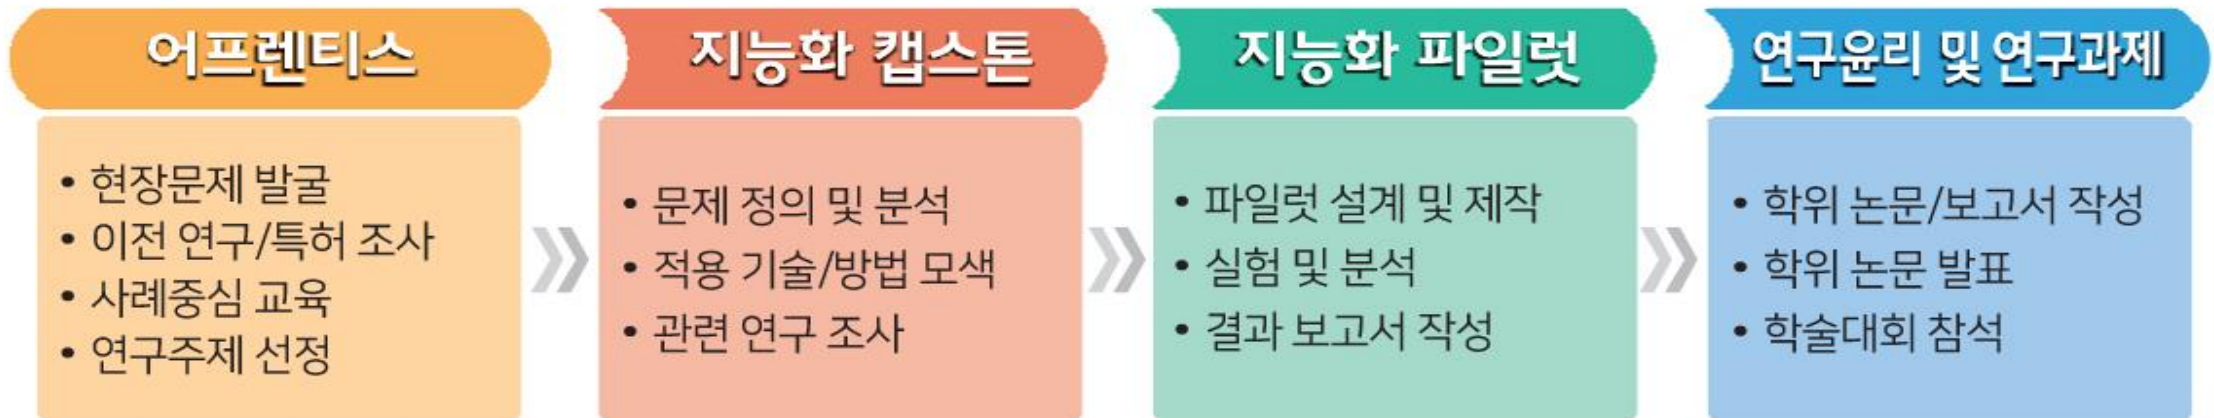 어프렌티스
• 현장문제 발굴
• 이전 연구/특허 조사
• 사례중심 교육
• 연구주제 선정
지능화 캡스톤
• 문제 정의 및 분석
• 적용 기술/방법 모색
• 관련 연구 조사
지능화 파일럿
• 파일럿 설계 및 제작
• 실험 및 분석
• 결과 보고서 작성
연구윤리 및 연구과제
• 학위 논문/보고서 작성
• 학위 논문 발표
• 학술대회 참석